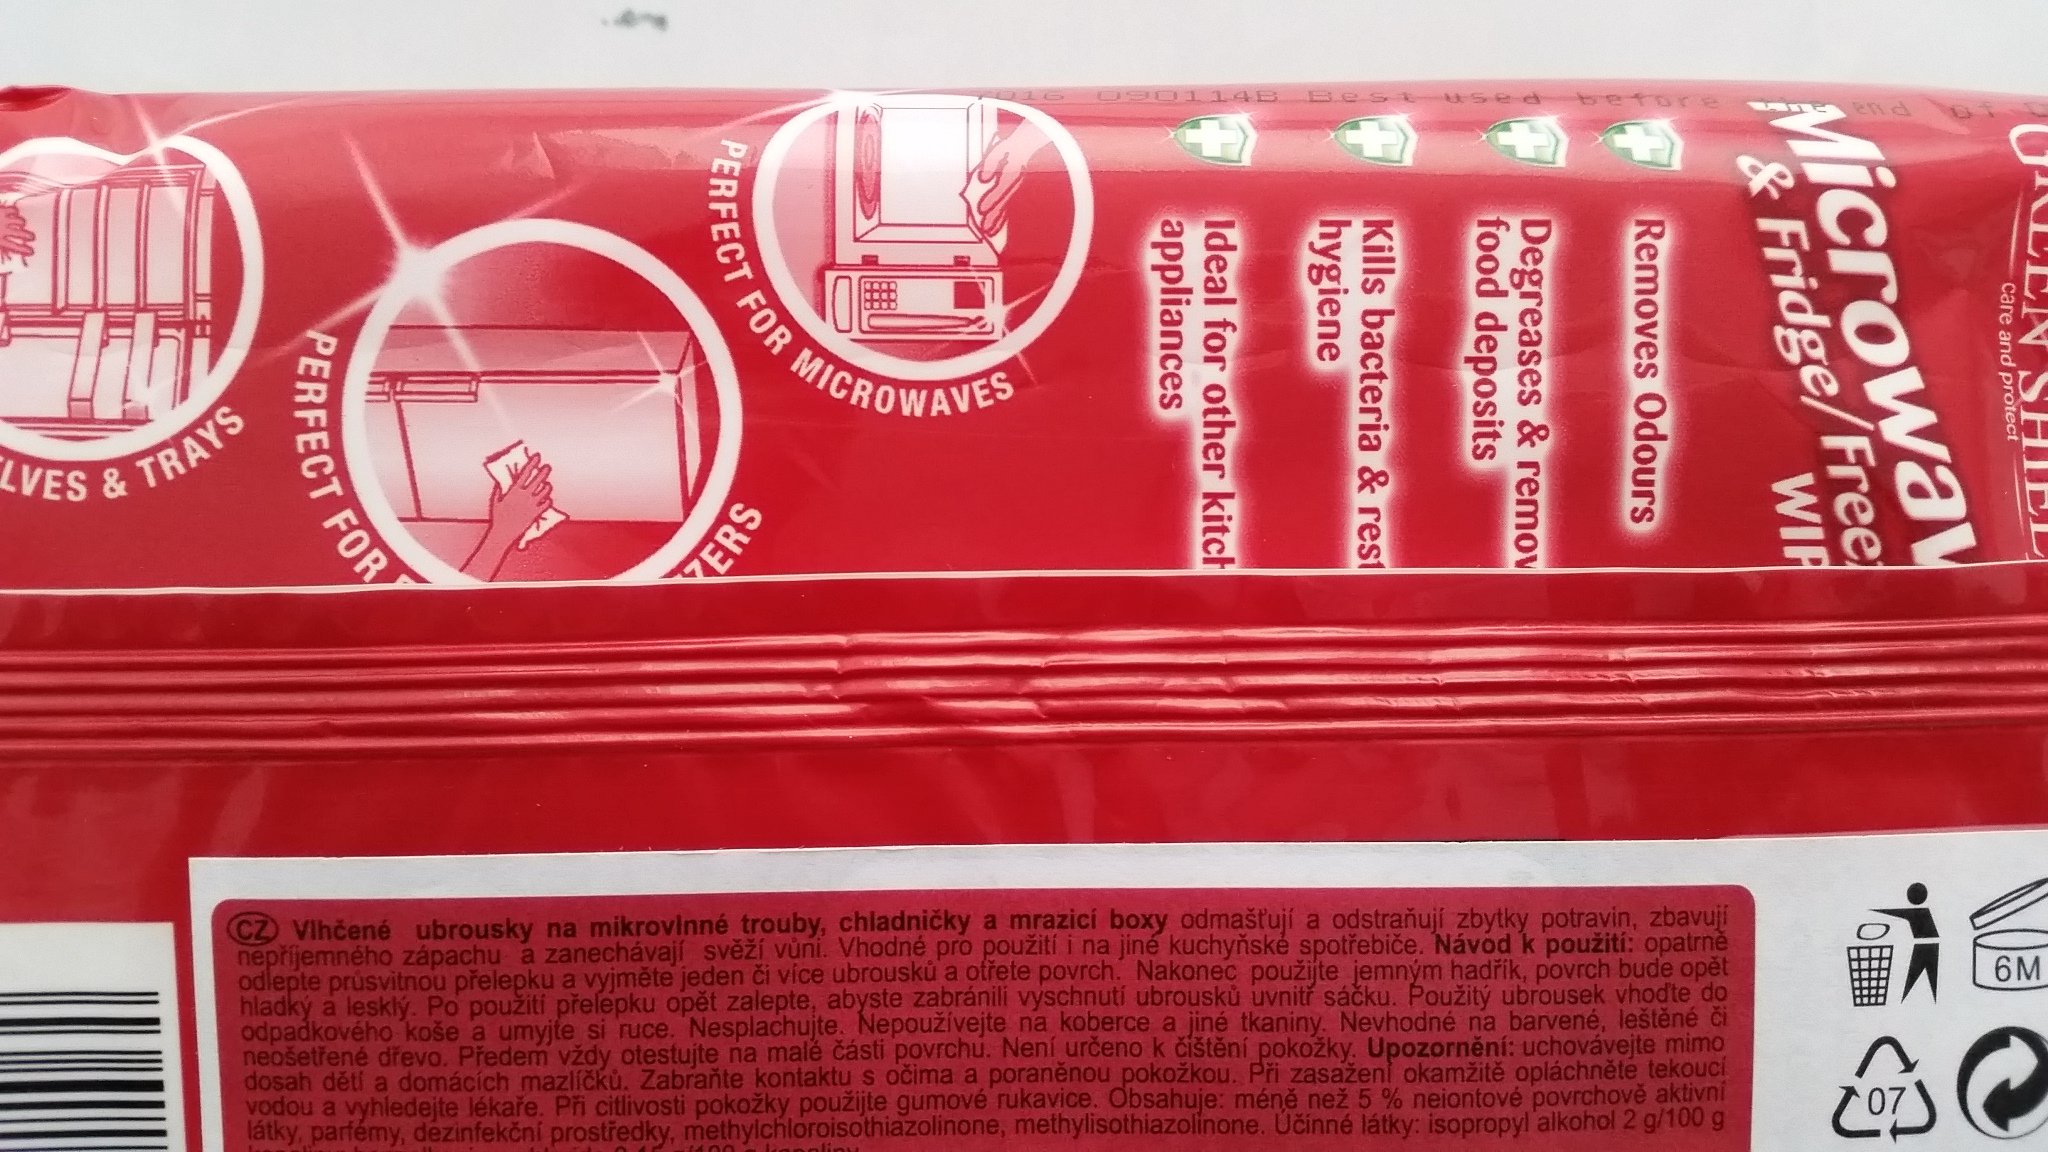 2016 090114B Best used before the end of
GREEN SHIEL
care and protect
Microwav
& Fridge/Freez
WIP
Removes Odours
Degreases & remov
food deposits
Kills bacteria & rest
hygiene
Ideal for other kitch
appliances
PERFECT FOR MICROWAVES
PERFECT FOR
ZERS
LVES & TRAYS
CZ Vlhčené ubrousky na mikrovlnné trouby, chladničky a mrazicí boxy odmašťují a odstraňují zbytky potravin, zbavují
nepříjemného zápachu a zanechávají svěží vůni. Vhodné pro použití i na jiné kuchyňské spotřebiče. Návod k použití: opatrně
odlepte průsvitnou přelepku a vyjměte jeden či více ubrousků a otřete povrch. Nakonec použijte jemným hadřík, povrch bude opět
hladký a lesklý. Po použití přelepku opět zalepte, abyste zabránili vyschnutí ubrousků uvnitř sáčku. Použitý ubrousek vhoďte do
odpadkového koše a umyjte si ruce. Nesplachujte. Nepoužívejte na koberce a jiné tkaniny. Nevhodné na barvené, leštěné či
neošetřené dřevo. Předem vždy otestujte na malé části povrchu. Není určeno k čištění pokožky. Upozornění: uchovávejte mimo
dosah dětí a domácích mazlíčků. Zabraňte kontaktu s očima a poraněnou pokožkou. Při zasažení okamžitě opláchněte tekoucí
vodou a vyhledejte lékaře. Při citlivosti pokožky použijte gumové rukavice. Obsahuje: méně než 5 % neiontové povrchově aktivní
látky, parfémy, dezinfekční prostředky, methylchloroisothiazolinone, methylisothiazolinone. Účinné látky: isopropyl alkohol 2 g/100 g
6M
07